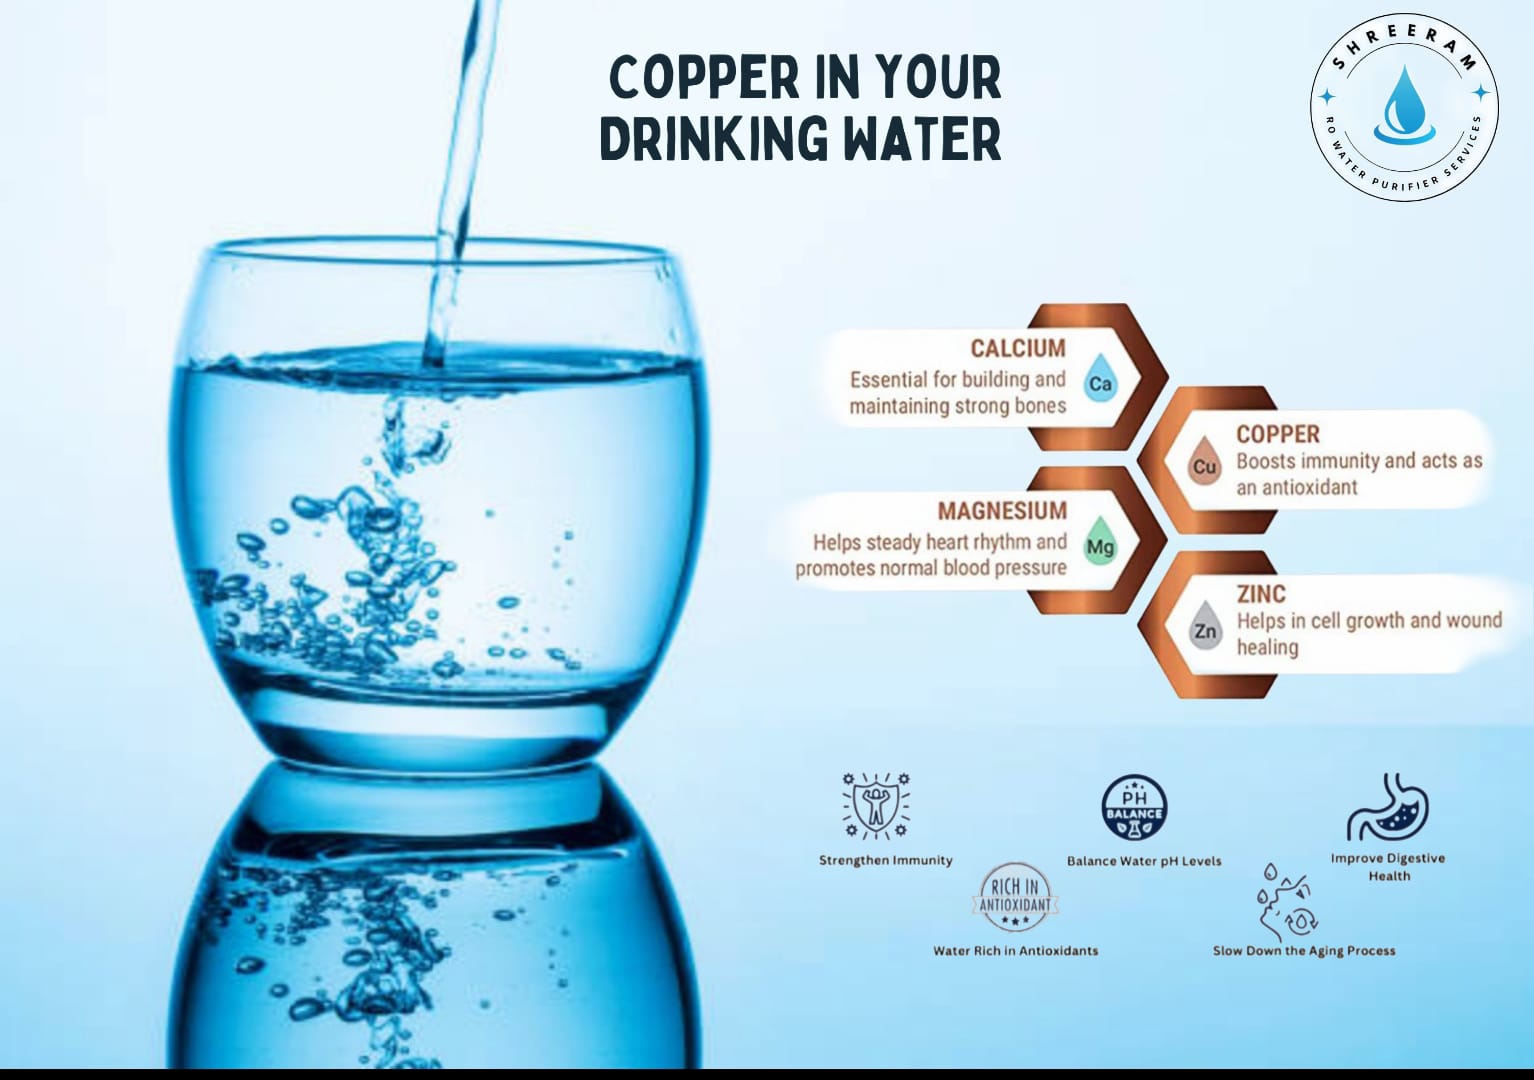 COPPER IN YOUR
DRINKING WATER
SHREERAM
RO WATER PURIFIER SERVICES
CALCIUM
Essential for building and
maintaining strong bones
Ca
COPPER
Boosts immunity and acts as
an antioxidant
Cu
MAGNESIUM
Helps steady heart rhythm and
promotes normal blood pressure
Mg
ZINC
Helps in cell growth and wound
healing
Zn
Strengthen Immunity
PH
BALANCE
Balance Water pH Levels
Improve Digestive
Health
RICH IN
ANTIOXIDANT
Water Rich in Antioxidants
Slow Down the Aging Process